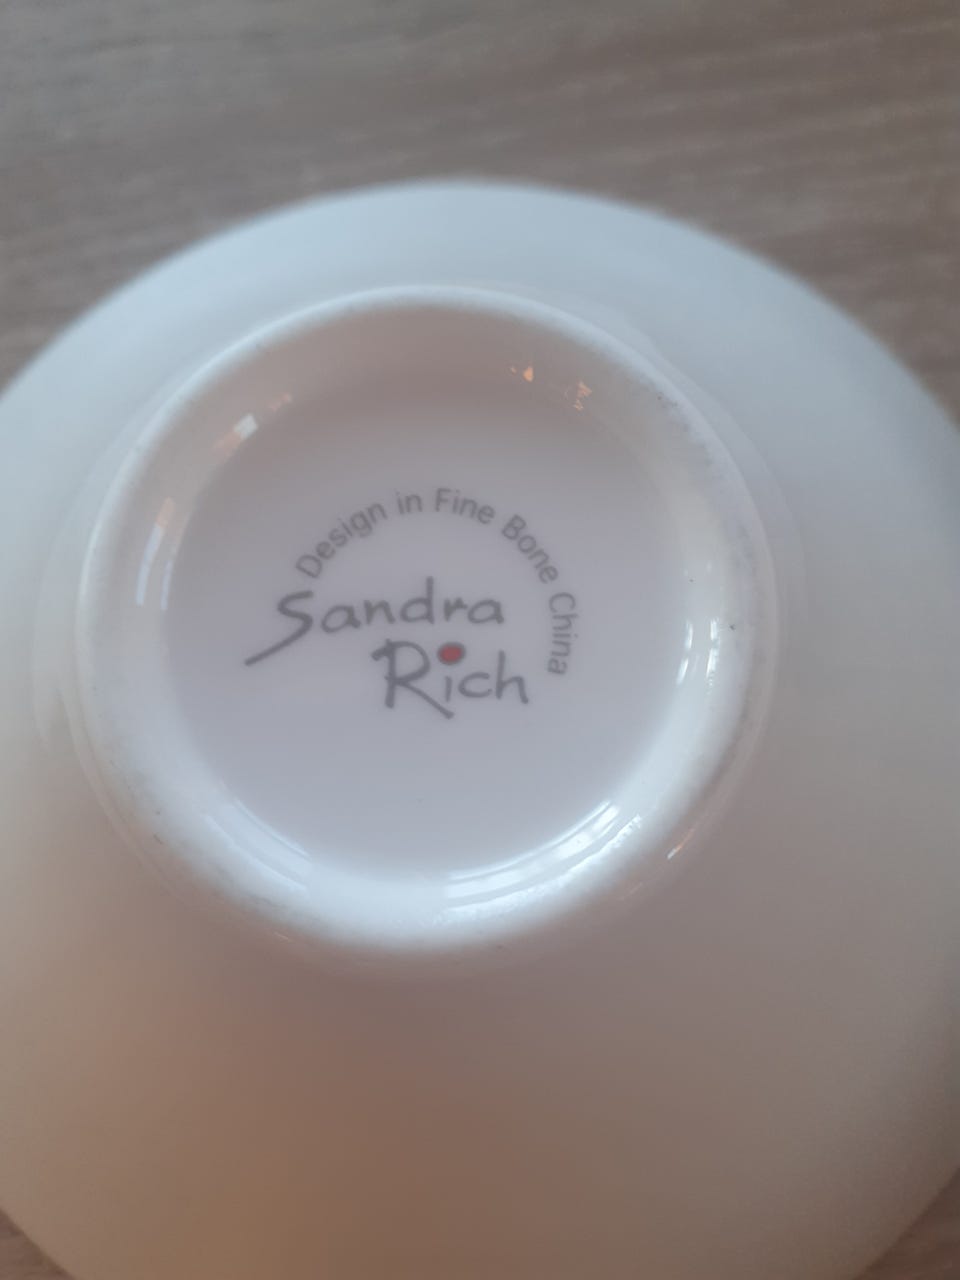 Design in Fine Bone China
Sandra
Rich